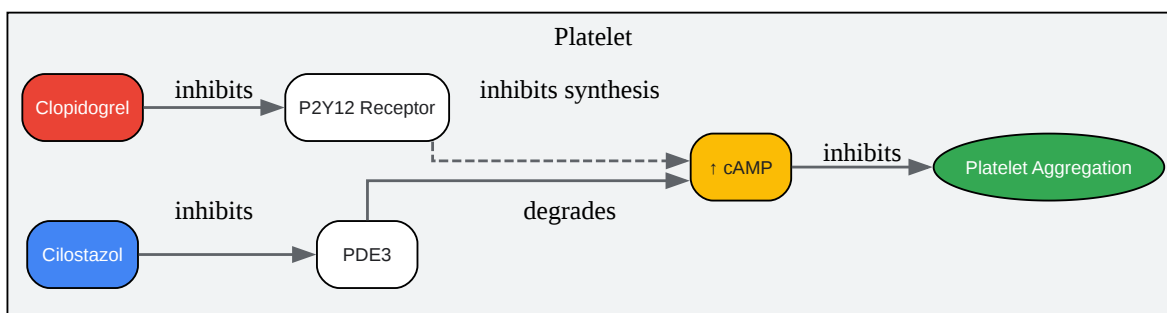 Platelet
Clopidogrel
inhibits
P2Y12 Receptor
inhibits synthesis
↑ cAMP
inhibits
Platelet Aggregation
Cilostazol
inhibits
PDE3
degrades